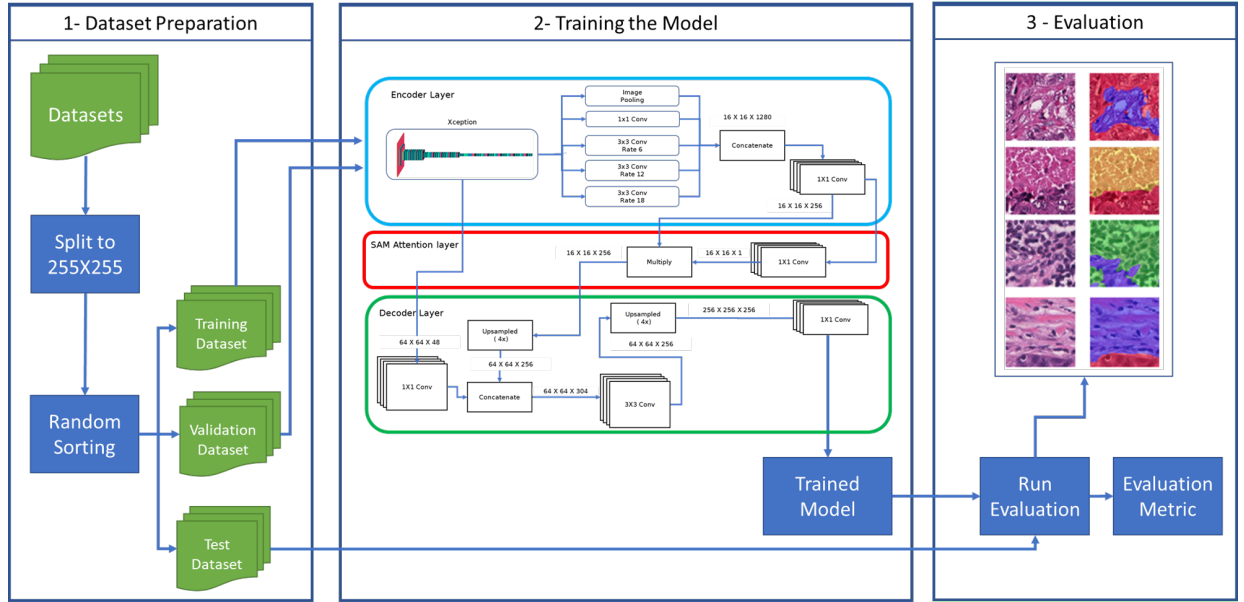 1- Dataset Preparation
Datasets
Split to
255X255
Random
Sorting
Training
Dataset
Validation
Dataset
Test
Dataset
2- Training the Model
Encoder Layer
Xception
Image
Pooling
1x1 Conv
3x3 Conv
Rate 6
3x3 Conv
Rate 12
3x3 Conv
Rate 18
16 X 16 X 1280
Concatenate
1X1 Conv
16 X 16 X 256
SAM Attention layer
16 X 16 X 256
Multiply
16 X 16 X 1
1X1 Conv
Decoder Layer
64 X 64 X 48
1X1 Conv
Upsampled
( 4x)
64 X 64 X 256
Concatenate
64 X 64 X 304
3X3 Conv
64 X 64 X 256
Upsampled
( 4x)
256 X 256 X 256
1X1 Conv
Trained
Model
3 - Evaluation
Run
Evaluation
Evaluation
Metric